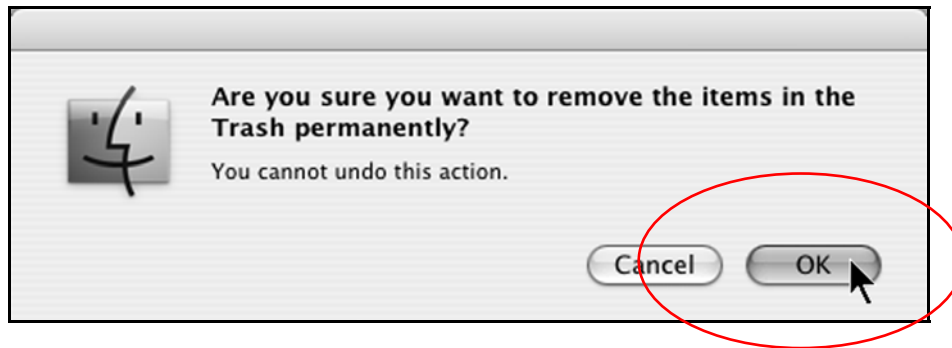 Are you sure you want to remove the items in the
Trash permanently?
You cannot undo this action.
Cancel
OK